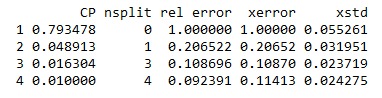 CP nsplit rel error xerror xstd
1 0.793478 0 1.000000 1.00000 0.055261
2 0.048913 1 0.206522 0.20652 0.031951
3 0.016304 3 0.108696 0.10870 0.023719
4 0.010000 4 0.092391 0.11413 0.024275